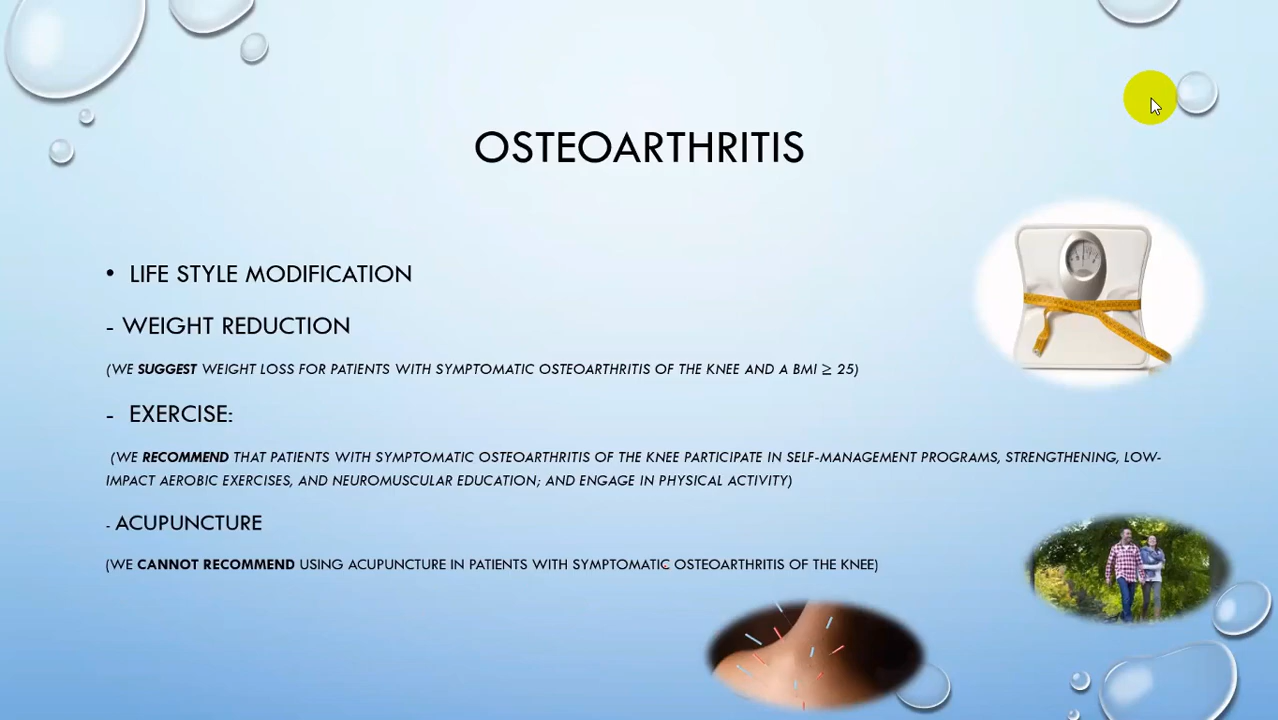 OSTEOARTHRITIS
• LIFE STYLE MODIFICATION
- WEIGHT REDUCTION
(WE SUGGEST WEIGHT LOSS FOR PATIENTS WITH SYMPTOMATIC OSTEOARTHRITIS OF THE KNEE AND A BMI ≥ 25)
- EXERCISE:
(WE RECOMMEND THAT PATIENTS WITH SYMPTOMATIC OSTEOARTHRITIS OF THE KNEE PARTICIPATE IN SELF-MANAGEMENT PROGRAMS, STRENGTHENING, LOW-
IMPACT AEROBIC EXERCISES, AND NEUROMUSCULAR EDUCATION; AND ENGAGE IN PHYSICAL ACTIVITY)
- ACUPUNCTURE
(WE CANNOT RECOMMEND USING ACUPUNCTURE IN PATIENTS WITH SYMPTOMATIC OSTEOARTHRITIS OF THE KNEE)